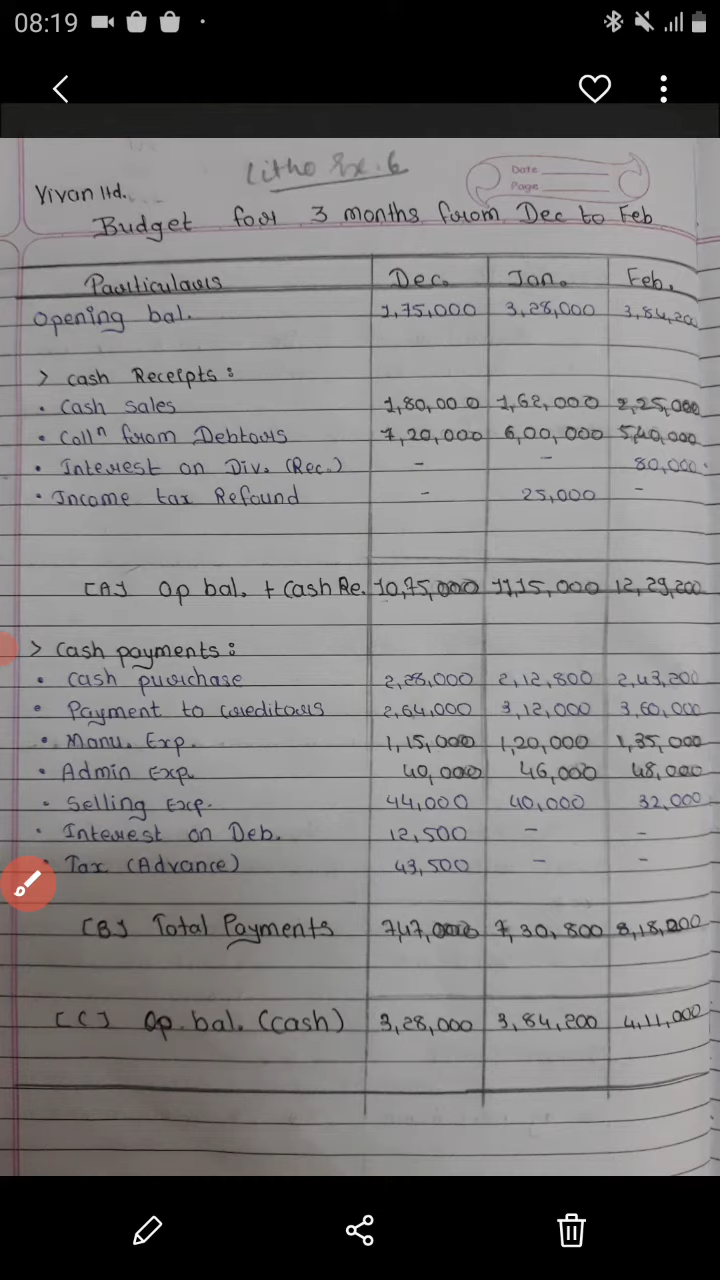 08:19
Litho Ex. 6
Date
Page
Vivan ltd.
Budget for 3 months from Dec to Feb
Particulars Dec. Jan. Feb.
Opening bal. 1,75,000 3,28,000 3,84,200
> Cash Receipts :
• Cash sales 1,80,000 1,62,000 2,25,000
• Collⁿ from Debtors 7,20,000 6,00,000 5,40,000
• Interest on Div. (Rec.) - - 80,000.
• Income tax Refound - 25,000 -
[A] Op bal. + Cash Re. 10,75,000 11,15,000 12,29,200
> Cash payments :
• Cash purchase 2,28,000 2,12,800 2,43,200
• Payment to creditors 2,64,000 3,12,000 3,60,000
• Manu. Exp. 1,15,000 1,20,000 1,35,000
• Admin Exp. 40,000 46,000 48,000
• Selling Exp. 44,000 40,000 32,000
• Interest on Deb. 12,500 - -
• Tax (Advance) 43,500 - -
[B] Total Payments 7,47,000 7,30,800 8,18,200
[C] Op. bal. (cash) 3,28,000 3,84,200 4,11,000